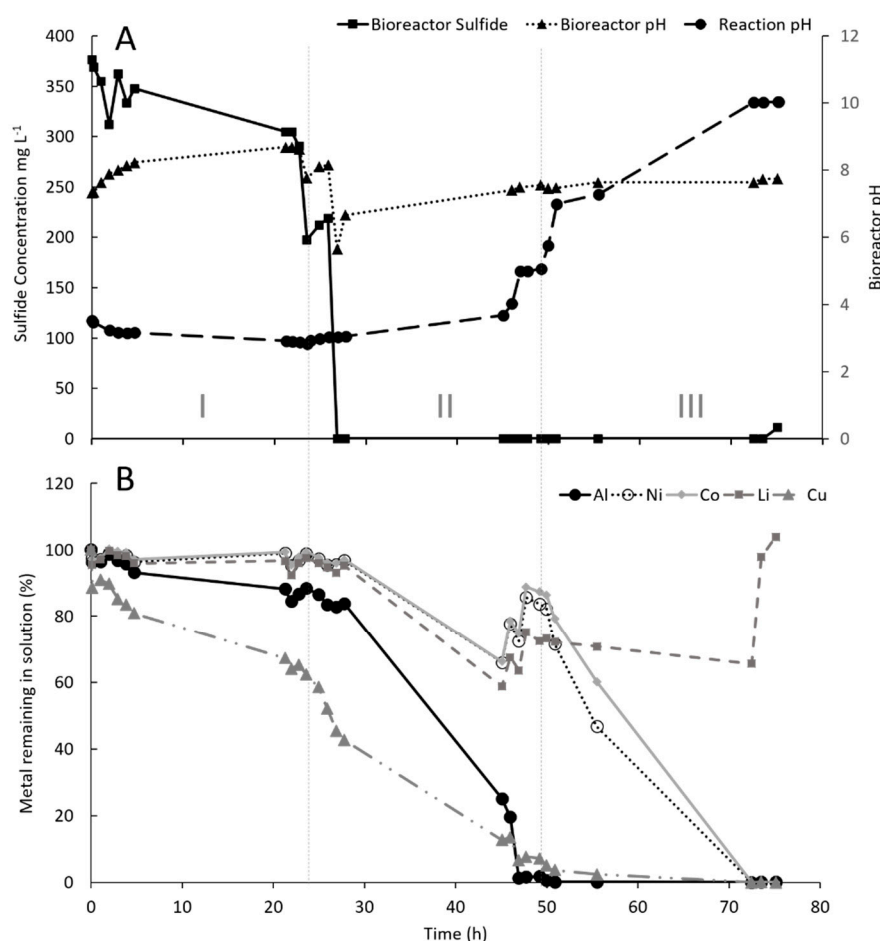 A
Bioreactor Sulfide Bioreactor pH Reaction pH
400
350
300
250
200
150
100
50
0
Sulfide Concentration mg L⁻¹
12
10
8
6
4
2
0
Bioreactor pH
I II III
B
Al Ni Co Li Cu
120
100
80
60
40
20
0
Metal remaining in solution (%)
0 10 20 30 40 50 60 70 80
Time (h)